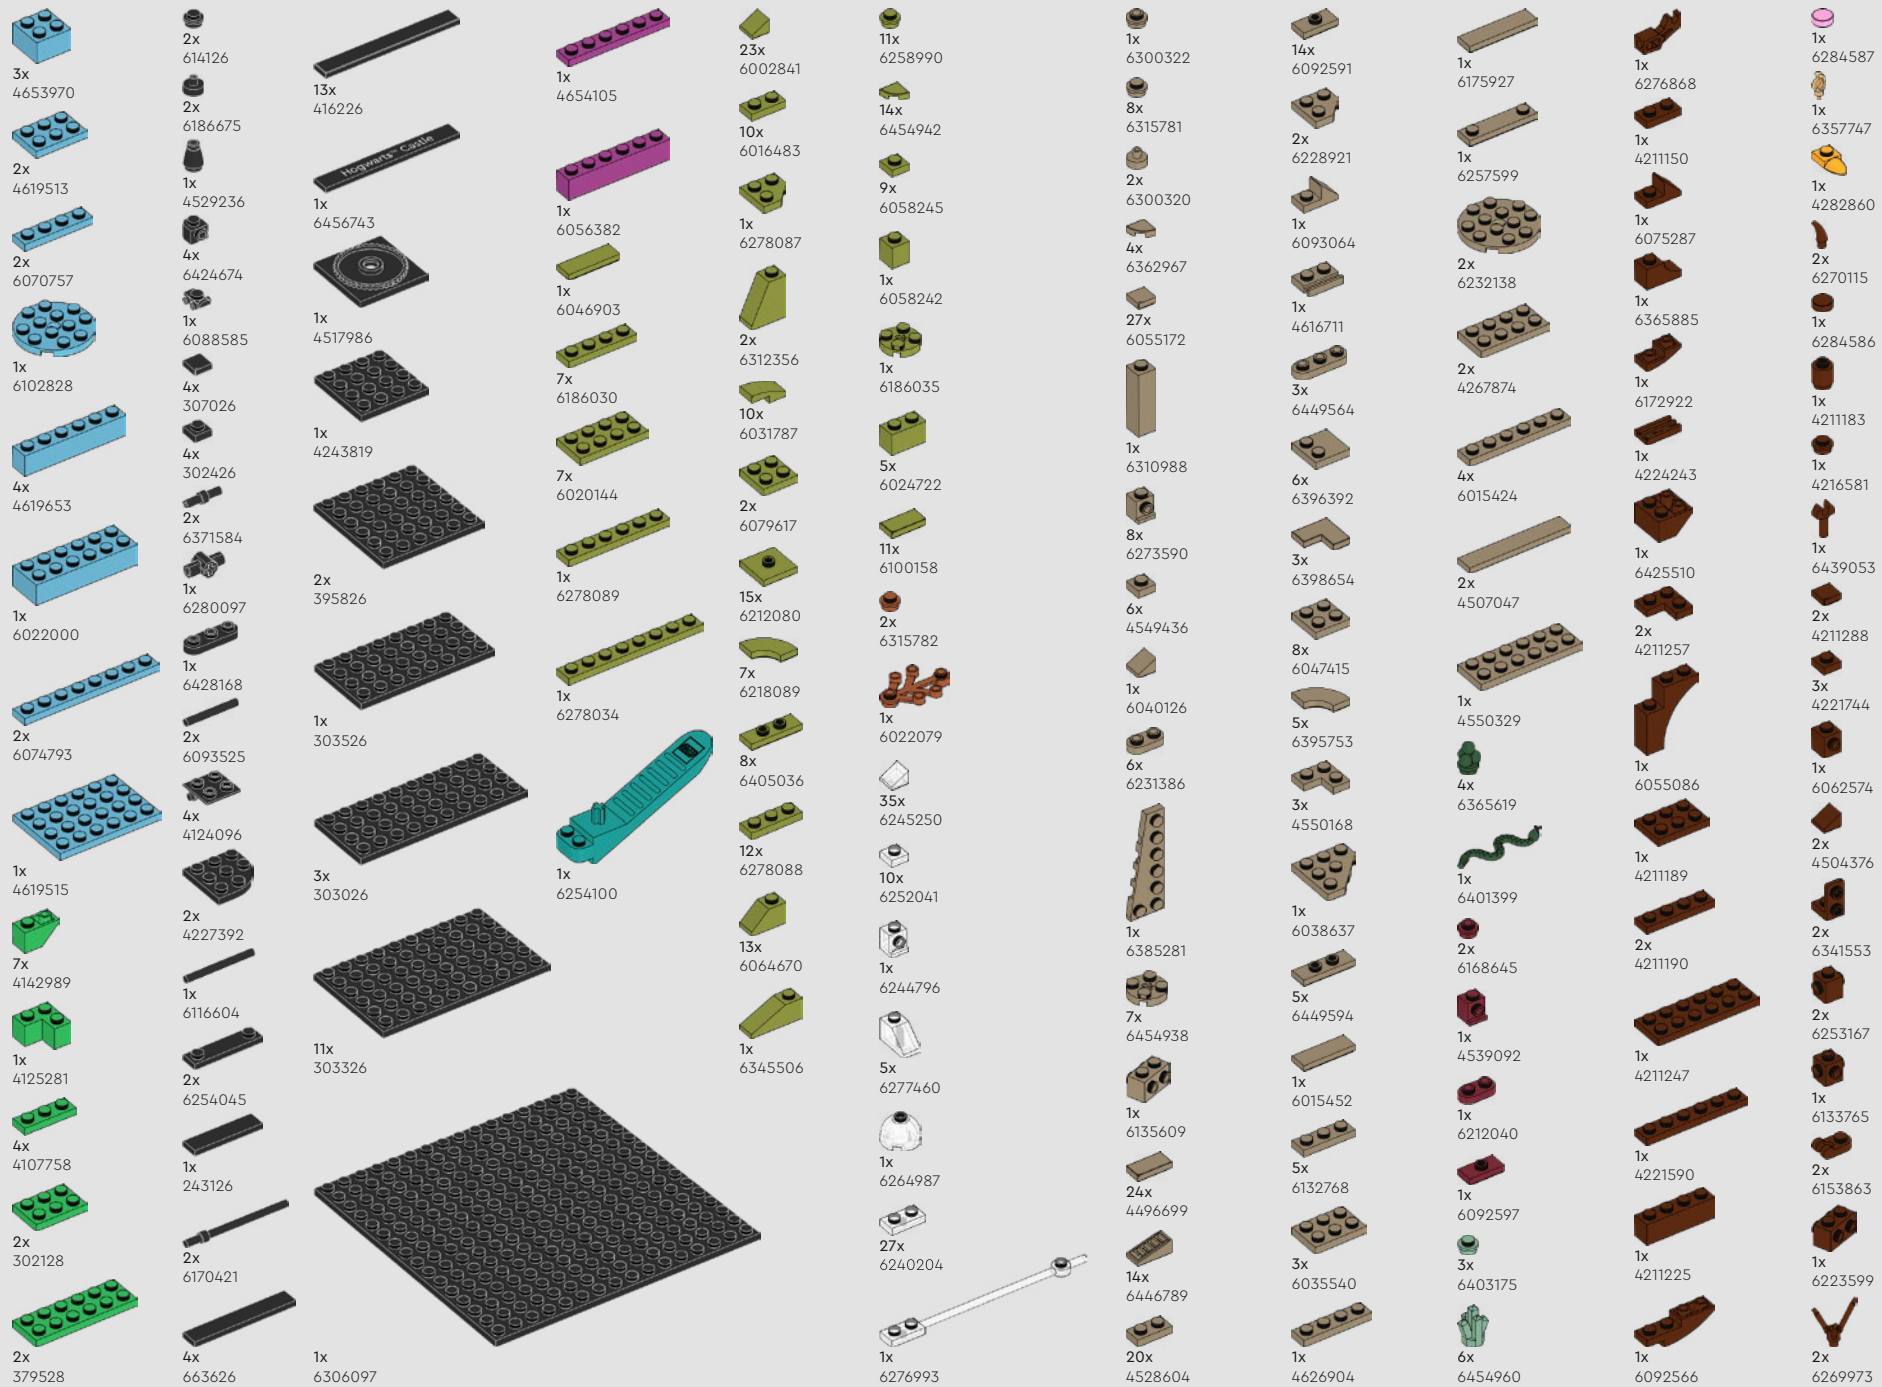 3x
4653970
2x
4619513
2x
6070757
1x
6102828
4x
4619653
1x
6022000
2x
6074793
1x
4619515
7x
4142989
1x
4125281
4x
4107758
2x
302128
2x
379528
2x
614126
2x
6186675
1x
4529236
4x
6424674
1x
6088585
4x
307026
4x
302426
2x
6371584
1x
6280097
1x
6428168
2x
6093525
4x
4124096
2x
4227392
1x
6116604
2x
6254045
1x
243126
2x
6170421
4x
663626
13x
416226
Hogwarts™ Castle
1x
6456743
1x
4517986
1x
4243819
2x
395826
1x
303526
3x
303026
11x
303326
1x
6306097
1x
4654105
1x
6056382
1x
6046903
7x
6186030
7x
6020144
1x
6278089
1x
6278034
1x
6254100
23x
6002841
10x
6016483
1x
6278087
2x
6312356
10x
6031787
2x
6079617
15x
6212080
7x
6218089
8x
6405036
12x
6278088
13x
6064670
1x
6345506
11x
6258990
14x
6454942
9x
6058245
1x
6058242
1x
6186035
5x
6024722
11x
6100158
2x
6315782
1x
6022079
35x
6245250
10x
6252041
1x
6244796
5x
6277460
1x
6264987
27x
6240204
1x
6276993
1x
6300322
8x
6315781
2x
6300320
4x
6362967
27x
6055172
1x
6310988
8x
6273590
6x
4549436
1x
6040126
6x
6231386
1x
6385281
7x
6454938
1x
6135609
24x
4496699
14x
6446789
20x
4528604
14x
6092591
2x
6228921
1x
6093064
1x
4616711
3x
6449564
6x
6396392
3x
6398654
8x
6047415
5x
6395753
3x
4550168
1x
6038637
5x
6449594
1x
6015452
5x
6132768
3x
6035540
1x
4626904
1x
6175927
1x
6257599
2x
6232138
2x
4267874
4x
6015424
2x
4507047
1x
4550329
4x
6365619
1x
6401399
2x
6168645
1x
4539092
1x
6212040
1x
6092597
3x
6403175
6x
6454960
1x
6276868
1x
4211150
1x
6075287
1x
6365885
1x
6172922
1x
4224243
1x
6425510
2x
4211257
1x
6055086
1x
4211189
2x
4211190
1x
4211247
1x
4221590
1x
4211225
1x
6092566
1x
6284587
1x
6357747
1x
4282860
2x
6270115
1x
6284586
1x
4211183
1x
4216581
1x
6439053
2x
4211288
3x
4221744
1x
6062574
2x
4504376
2x
6341553
2x
6253167
1x
6133765
2x
6153863
1x
6223599
2x
6269973